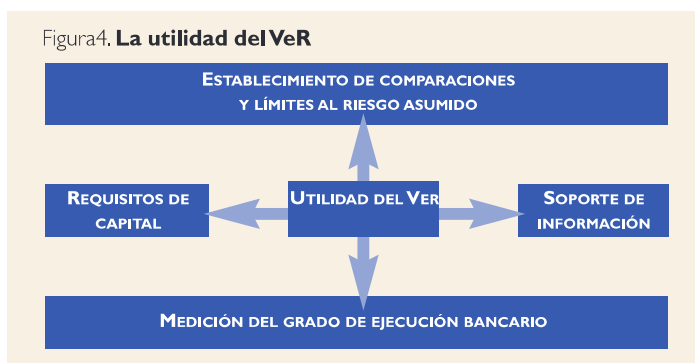 Figura4. La utilidad del VeR
ESTABLECIMIENTO DE COMPARACIONES
Y LÍMITES AL RIESGO ASUMIDO
REQUISITOS DE
CAPITAL
UTILIDAD DEL VER
SOPORTE DE
INFORMACIÓN
MEDICIÓN DEL GRADO DE EJECUCIÓN BANCARIO